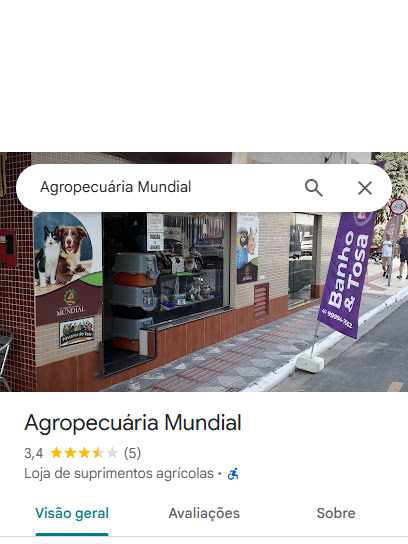 Agropecuária Mundial
MUNDIAL
Banho
& Tosa
Agropecuária Mundial
3,4 (5)
Loja de suprimentos agrícolas ·
Visão geral
Avaliações
Sobre